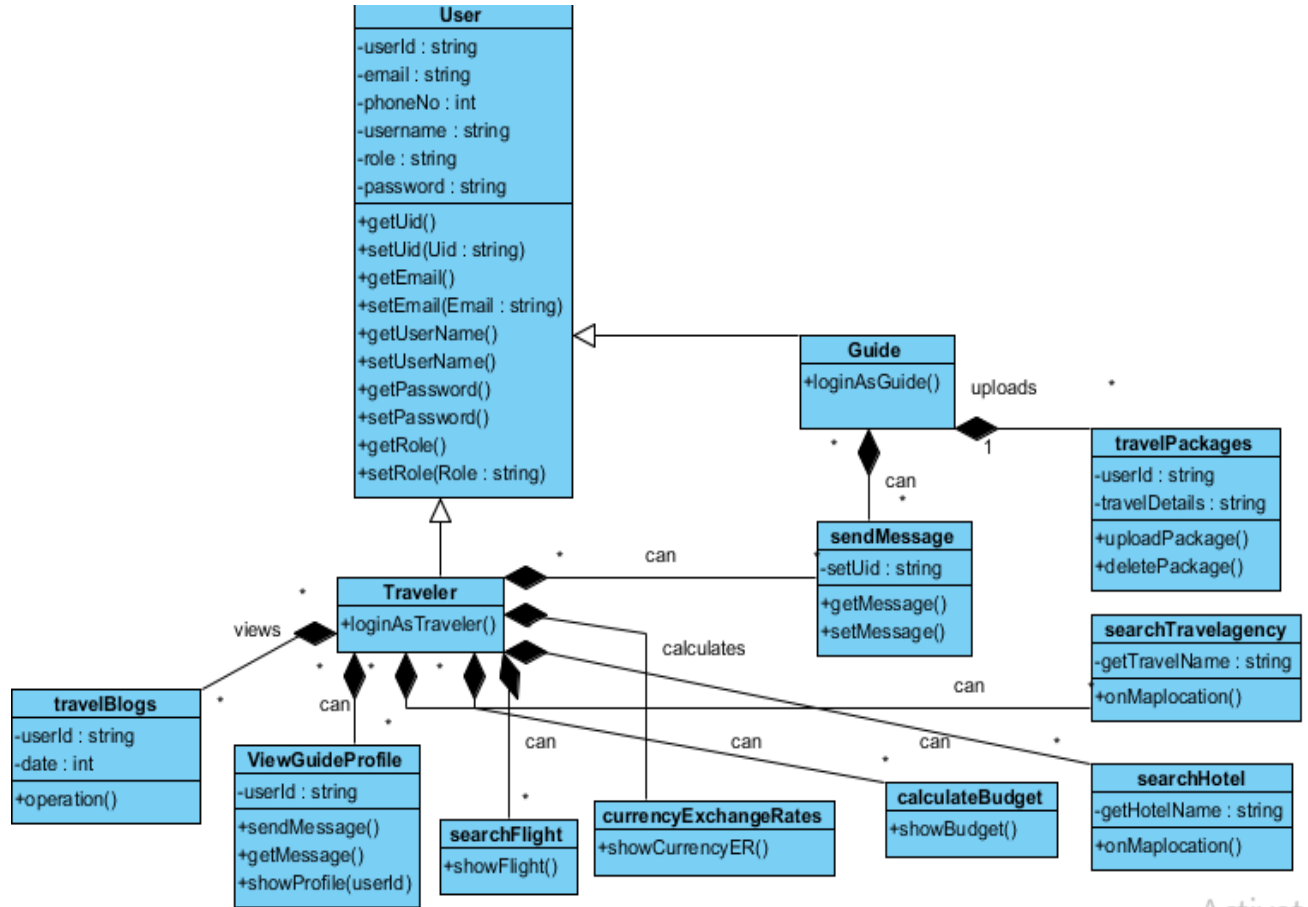 User
-userId : string
-email : string
-phoneNo : int
-username : string
-role : string
-password : string
+getUid()
+setUid(Uid : string)
+getEmail()
+setEmail(Email : string)
+getUserName()
+setUserName()
+getPassword()
+setPassword()
+getRole()
+setRole(Role : string)
Guide
+loginAsGuide()
uploads
*
1
*
can
*
travelPackages
-userId : string
-travelDetails : string
+uploadPackage()
+deletePackage()
sendMessage
-setUid : string
+getMessage()
+setMessage()
*
can
*
Traveler
+loginAsTraveler()
*
views
*
calculates
searchTravelagency
-getTravelName : string
+onMaplocation()
can
*
travelBlogs
-userId : string
-date : int
+operation()
*
can
*
*
*
*
ViewGuideProfile
-userId : string
+sendMessage()
+getMessage()
+showProfile(userId)
can
*
searchFlight
+showFlight()
currencyExchangeRates
+showCurrencyER()
can
*
calculateBudget
+showBudget()
can
*
searchHotel
-getHotelName : string
+onMaplocation()